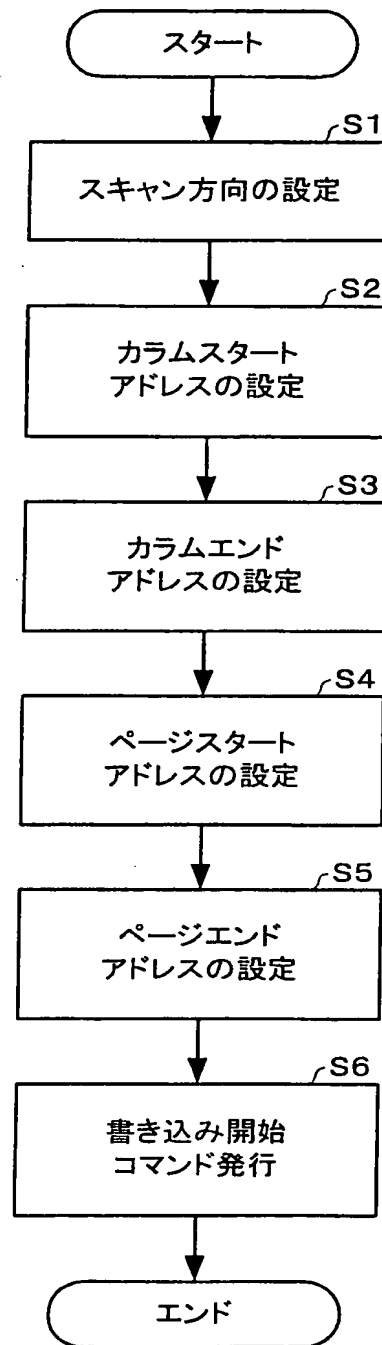 スタート
S1
スキャン方向の設定
S2
カラムスタート
アドレスの設定
S3
カラムエンド
アドレスの設定
S4
ページスタート
アドレスの設定
S5
ページエンド
アドレスの設定
S6
書き込み開始
コマンド発行
エンド